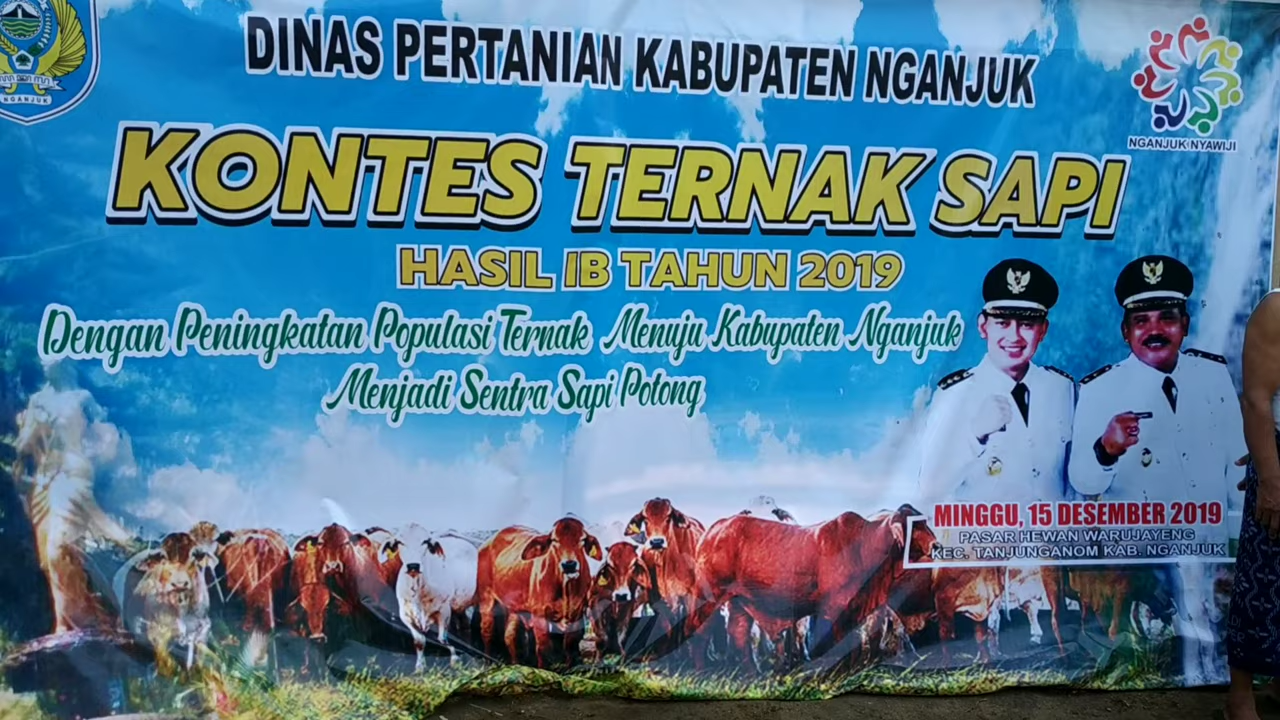 DINAS PERTANIAN KABUPATEN NGANJUK
NGANJUK
NGANJUK NYAWIJI
KONTES TERNAK SAPI
HASIL IB TAHUN 2019
Dengan Peningkatan Populasi Ternak Menuju Kabupaten Nganjuk
Menjadi Sentra Sapi Potong
MINGGU, 15 DESEMBER 2019
PASAR HEWAN WARUJAYENG
KEC. TANJUNGANOM KAB. NGANJUK